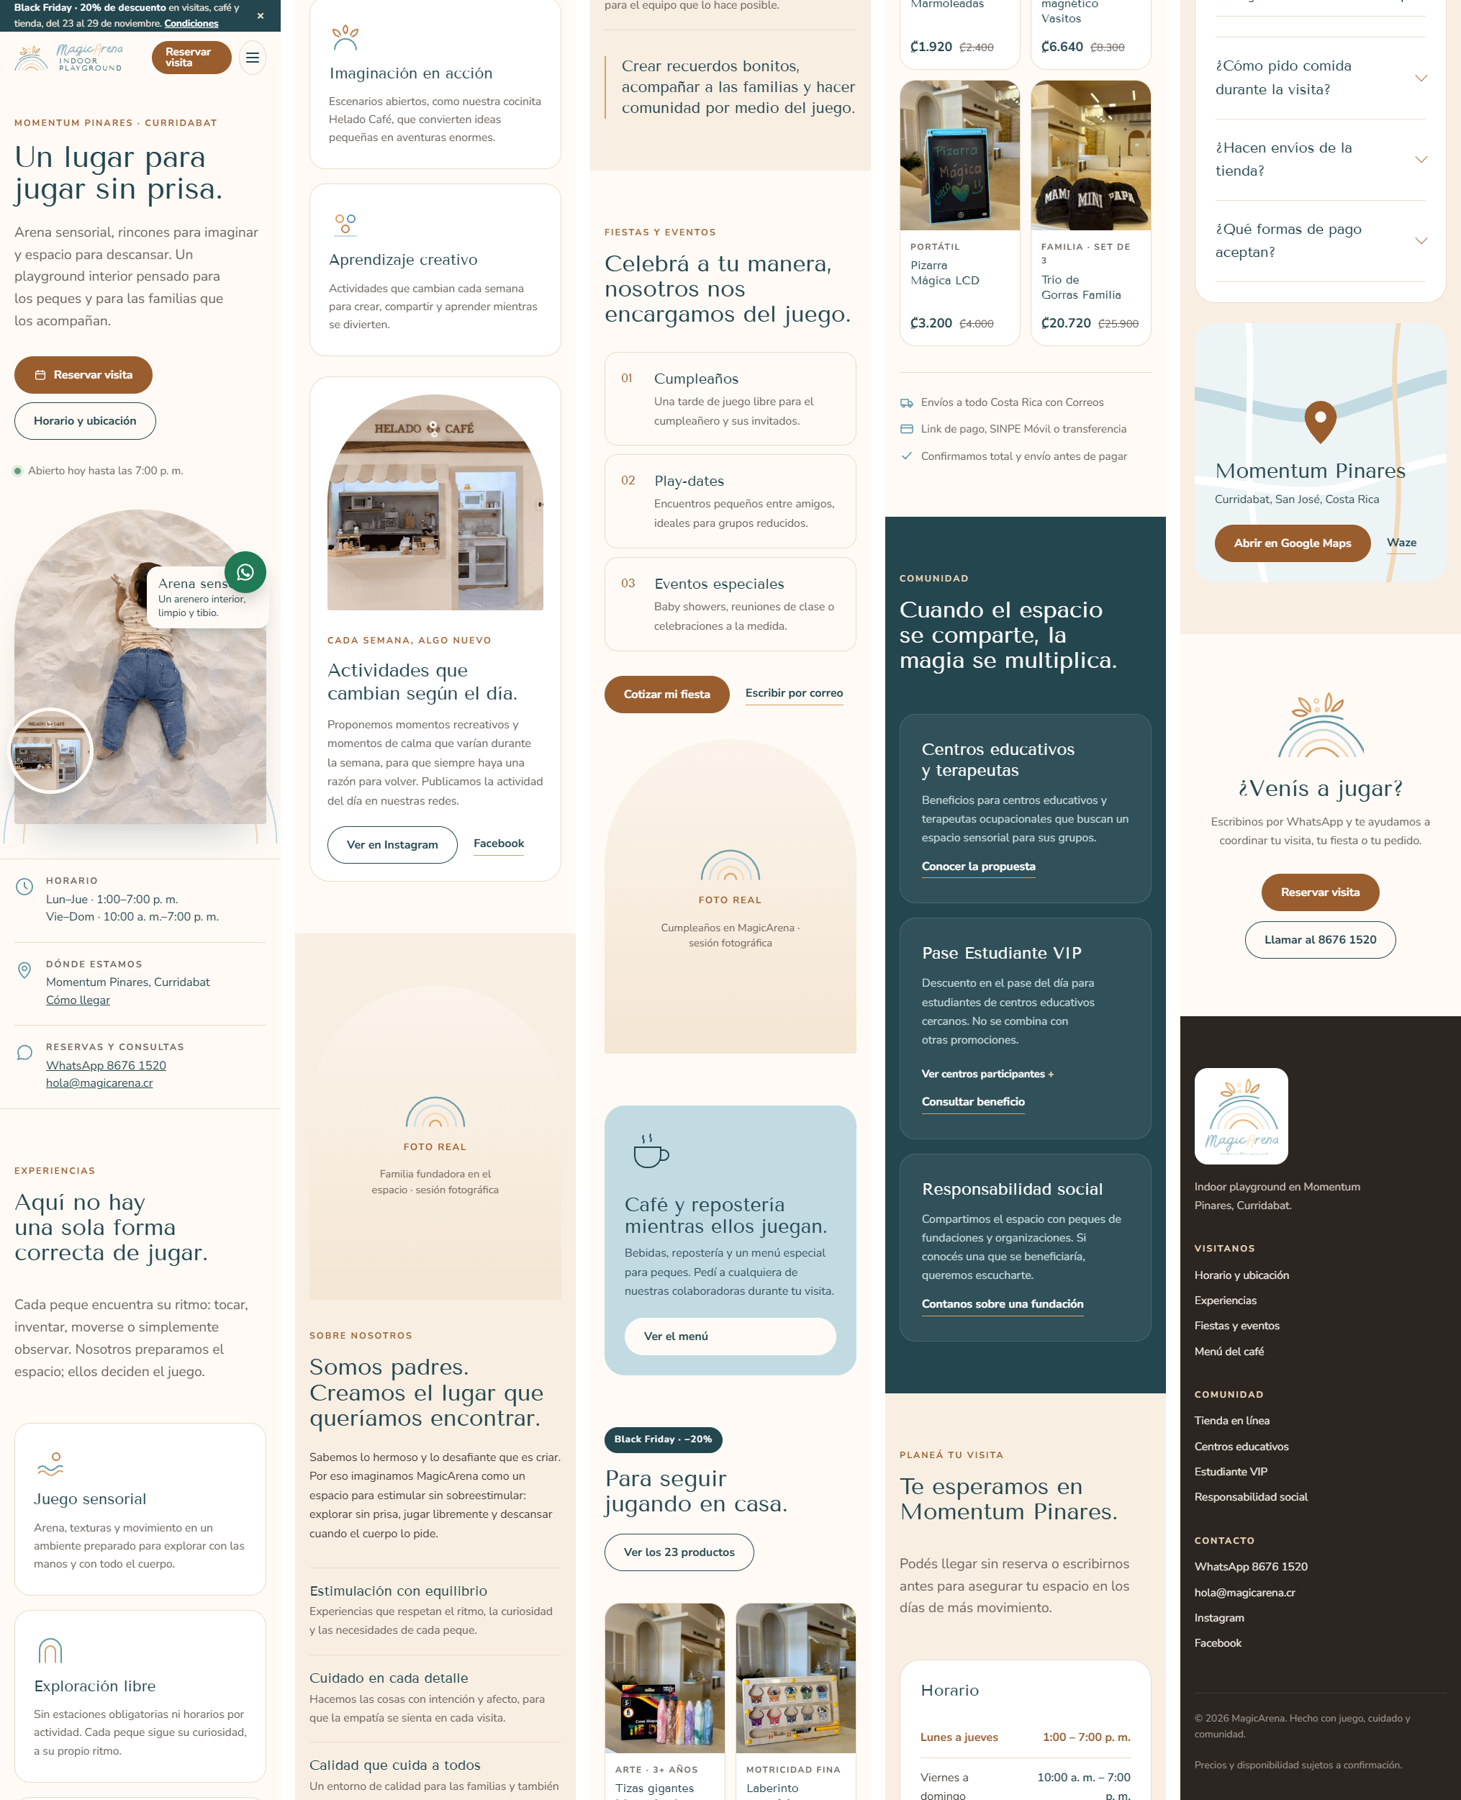 Black Friday · 20% de descuento en visitas, café y
tienda, del 23 al 29 de noviembre. Condiciones
×
MagicArena
INDOOR
PLAYGROUND
Reservar
visita
MOMENTUM PINARES · CURRIDABAT
Un lugar para
jugar sin prisa.
Arena sensorial, rincones para imaginar
y espacio para descansar. Un
playground interior pensado para
los peques y para las familias que
los acompañan.
Reservar visita
Horario y ubicación
Abierto hoy hasta las 7:00 p. m.
Arena
Un arenero interior,
limpio y tibio.
HELADO CAFÉ
HORARIO
Lun–Jue · 1:00–7:00 p. m.
Vie–Dom · 10:00 a. m.–7:00 p. m.
DÓNDE ESTAMOS
Momentum Pinares, Curridabat
Cómo llegar
RESERVAS Y CONSULTAS
WhatsApp 8676 1520
hola@magicarena.cr
EXPERIENCIAS
Aquí no hay
una sola forma
correcta de jugar.
Cada peque encuentra su ritmo: tocar,
inventar, moverse o simplemente
observar. Nosotros preparamos el
espacio; ellos deciden el juego.
Juego sensorial
Arena, texturas y movimiento en un
ambiente preparado para explorar con las
manos y con todo el cuerpo.
Exploración libre
Sin estaciones obligatorias ni horarios por
actividad. Cada peque sigue su curiosidad,
a su propio ritmo.
Imaginación en acción
Escenarios abiertos, como nuestra cocinita
Helado Café, que convierten ideas
pequeñas en aventuras enormes.
Aprendizaje creativo
Actividades que cambian cada semana
para crear, compartir y aprender mientras
se divierten.
HELADO CAFÉ
CADA SEMANA, ALGO NUEVO
Actividades que
cambian según el día.
Proponemos momentos recreativos y
momentos de calma que varían durante
la semana, para que siempre haya una
razón para volver. Publicamos la actividad
del día en nuestras redes.
Ver en Instagram
Facebook
FOTO REAL
Familia fundadora en el
espacio · sesión fotográfica
SOBRE NOSOTROS
Somos padres.
Creamos el lugar que
queríamos encontrar.
Sabemos lo hermoso y lo desafiante que es criar.
Por eso imaginamos MagicArena como un
espacio para estimular sin sobreestimular:
explorar sin prisa, jugar libremente y descansar
cuando el cuerpo lo pide.
Estimulación con equilibrio
Experiencias que respetan el ritmo, la curiosidad
y las necesidades de cada peque.
Cuidado en cada detalle
Hacemos las cosas con intención y afecto, para
que la empatía se sienta en cada visita.
Calidad que cuida a todos
Un entorno de calidad para las familias y también
para el equipo que lo hace posible.
Crear recuerdos bonitos,
acompañar a las familias y hacer
comunidad por medio del juego.
FIESTAS Y EVENTOS
Celebrá a tu manera,
nosotros nos
encargamos del juego.
01
Cumpleaños
Una tarde de juego libre para el
cumpleañero y sus invitados.
02
Play-dates
Encuentros pequeños entre amigos,
ideales para grupos reducidos.
03
Eventos especiales
Baby showers, reuniones de clase o
celebraciones a la medida.
Cotizar mi fiesta
Escribir por correo
FOTO REAL
Cumpleaños en MagicArena ·
sesión fotográfica
Café y repostería
mientras ellos juegan.
Bebidas, repostería y un menú especial
para peques. Pedí a cualquiera de
nuestras colaboradoras durante tu visita.
Ver el menú
Black Friday · −20%
Para seguir
jugando en casa.
Ver los 23 productos
ARTE · 3+ AÑOS
Tizas gigantes
Marmoleadas
₡1.920 ₡2.400
MOTRICIDAD FINA
Laberinto
magnético
Vasitos
₡6.640 ₡8.300
Pizarra
Mágica
PORTÁTIL
Pizarra
Mágica LCD
₡3.200 ₡4.000
MAMI
MINI
PAPA
FAMILIA · SET DE
3
Trío de
Gorras Familia
₡20.720 ₡25.900
Envíos a todo Costa Rica con Correos
Link de pago, SINPE Móvil o transferencia
Confirmamos total y envío antes de pagar
COMUNIDAD
Cuando el espacio
se comparte, la
magia se multiplica.
Centros educativos
y terapeutas
Beneficios para centros educativos y
terapeutas ocupacionales que buscan un
espacio sensorial para sus grupos.
Conocer la propuesta
Pase Estudiante VIP
Descuento en el pase del día para
estudiantes de centros educativos
cercanos. No se combina con
otras promociones.
Ver centros participantes +
Consultar beneficio
Responsabilidad social
Compartimos el espacio con peques de
fundaciones y organizaciones. Si
conocés una que se beneficiaría,
queremos escucharte.
Contanos sobre una fundación
PLANEÁ TU VISITA
Te esperamos en
Momentum Pinares.
Podés llegar sin reserva o escribirnos
antes para asegurar tu espacio en los
días de más movimiento.
Horario
Lunes a jueves 1:00 – 7:00 p. m.
Viernes a
domingo
10:00 a. m. – 7:00
p. m.
¿Cómo pido comida
durante la visita?
¿Hacen envíos de la
tienda?
¿Qué formas de pago
aceptan?
Momentum Pinares
Curridabat, San José, Costa Rica
Abrir en Google Maps
Waze
¿Venís a jugar?
Escribinos por WhatsApp y te ayudamos a
coordinar tu visita, tu fiesta o tu pedido.
Reservar visita
Llamar al 8676 1520
MagicArena
Indoor playground en Momentum
Pinares, Curridabat.
VISITANOS
Horario y ubicación
Experiencias
Fiestas y eventos
Menú del café
COMUNIDAD
Tienda en línea
Centros educativos
Estudiante VIP
Responsabilidad social
CONTACTO
WhatsApp 8676 1520
hola@magicarena.cr
Instagram
Facebook
© 2026 MagicArena. Hecho con juego, cuidado y
comunidad.
Precios y disponibilidad sujetos a confirmación.